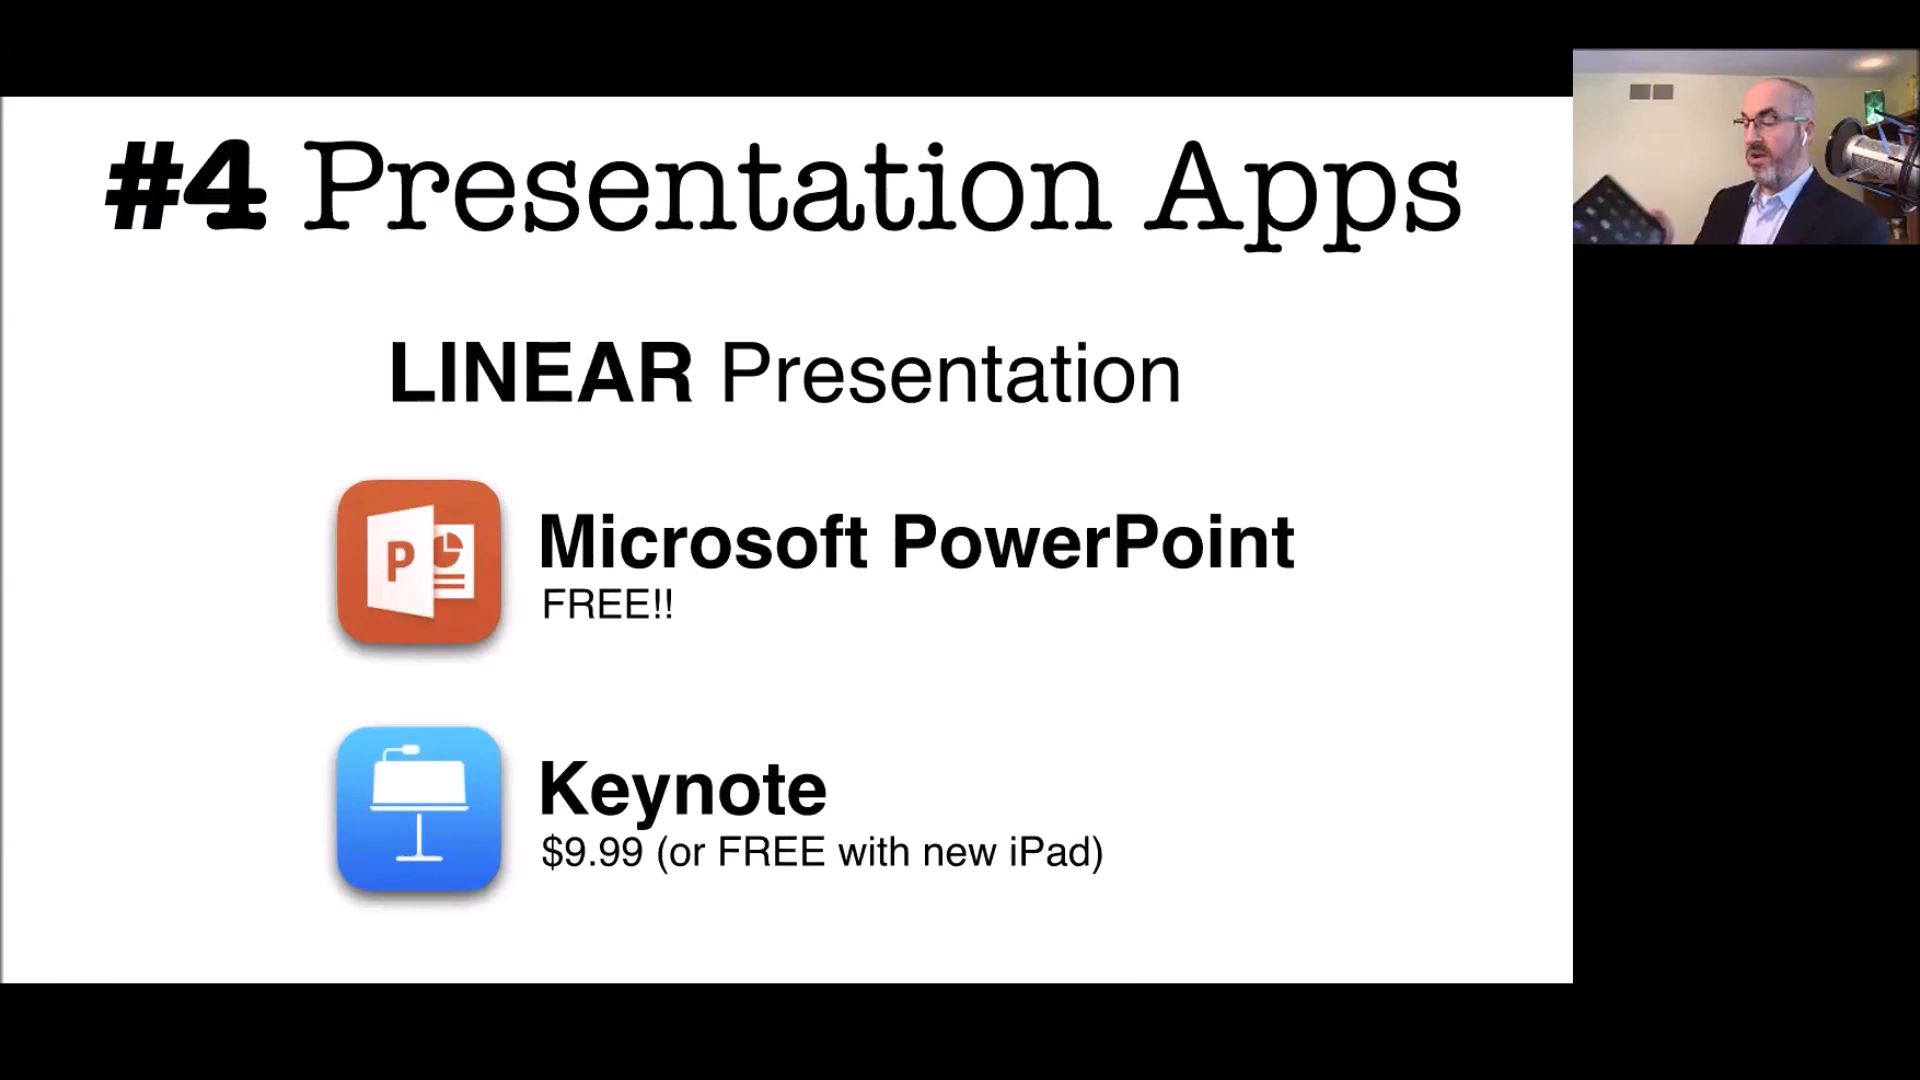 #4 Presentation Apps
LINEAR Presentation
P
Microsoft PowerPoint
FREE!!
Keynote
$9.99 (or FREE with new iPad)